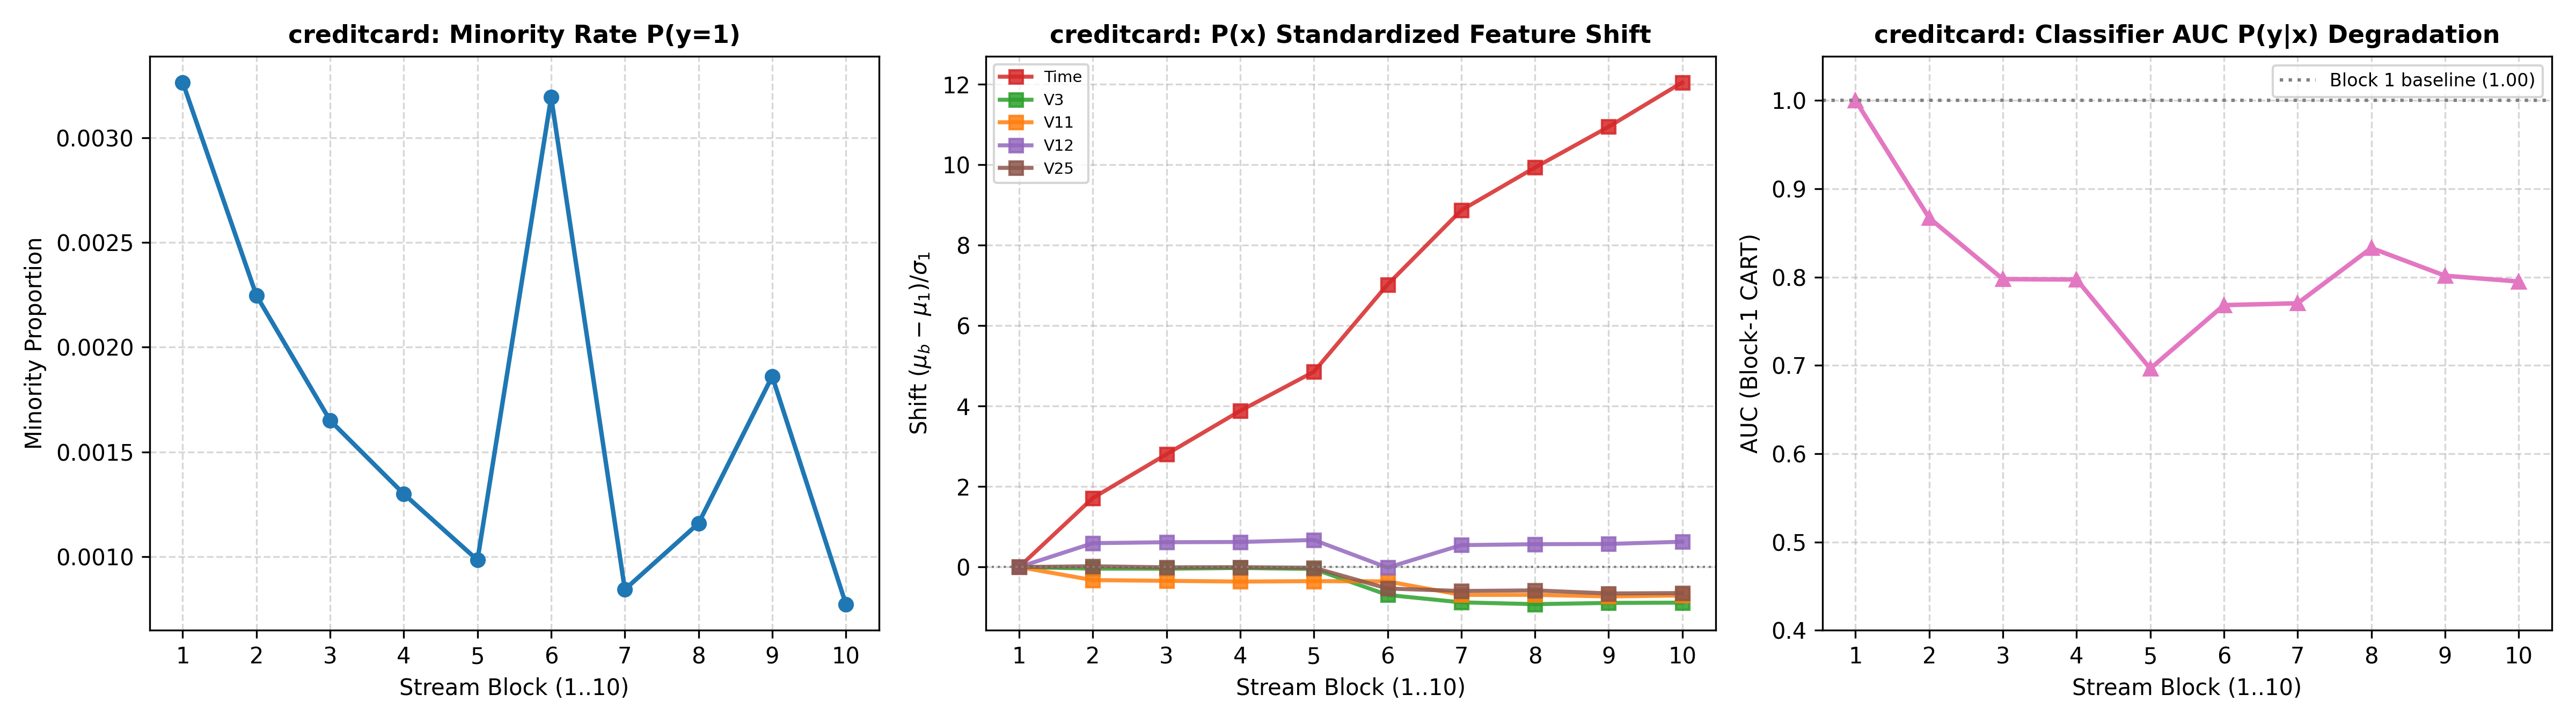 creditcard: Minority Rate P(y=1)
Minority Proportion
0.0030
0.0025
0.0020
0.0015
0.0010
1 2 3 4 5 6 7 8 9 10
Stream Block (1..10)
creditcard: P(x) Standardized Feature Shift
Shift (μ_b − μ_1)/σ_1
12
10
8
6
4
2
0
Time
V3
V11
V12
V25
1 2 3 4 5 6 7 8 9 10
Stream Block (1..10)
creditcard: Classifier AUC P(y|x) Degradation
AUC (Block-1 CART)
1.0
0.9
0.8
0.7
0.6
0.5
0.4
Block 1 baseline (1.00)
1 2 3 4 5 6 7 8 9 10
Stream Block (1..10)